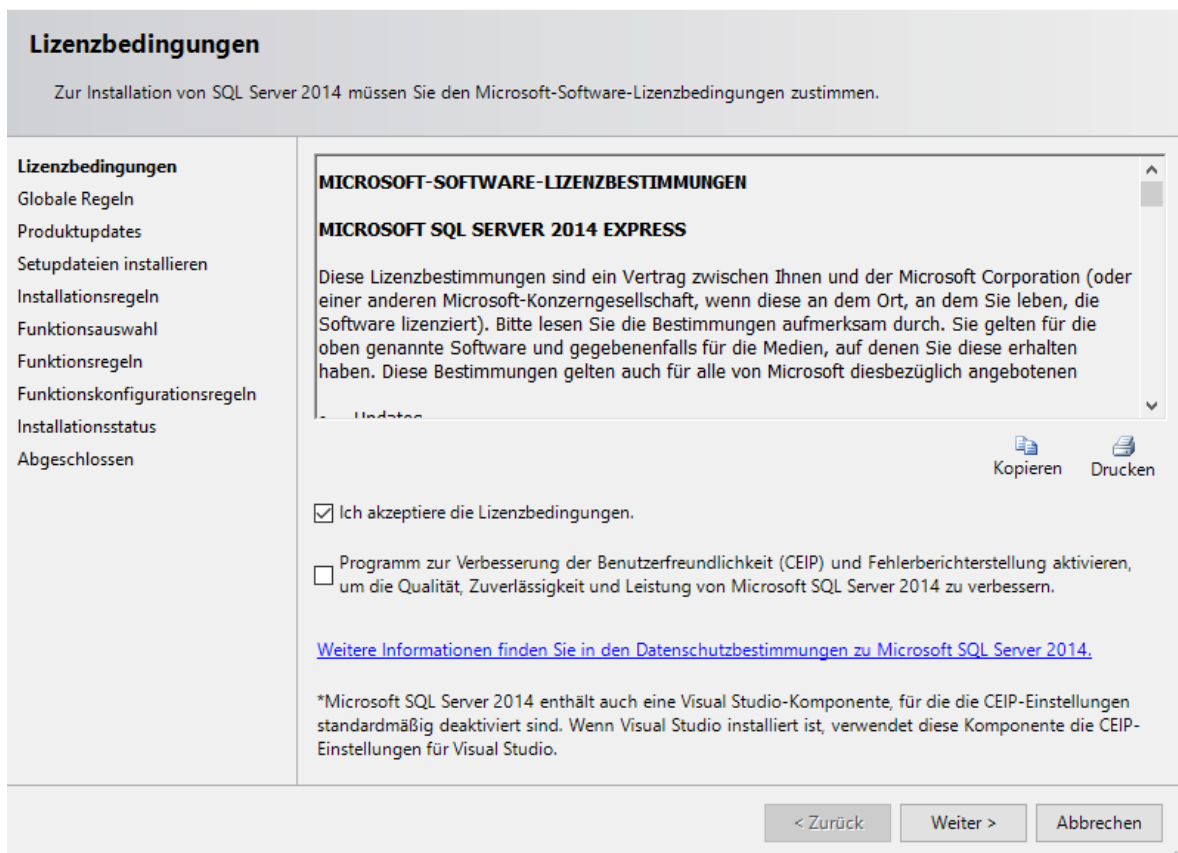 Lizenzbedingungen
Zur Installation von SQL Server 2014 müssen Sie den Microsoft-Software-Lizenzbedingungen zustimmen.
Lizenzbedingungen
Globale Regeln
Produktupdates
Setupdateien installieren
Installationsregeln
Funktionsauswahl
Funktionsregeln
Funktionskonfigurationsregeln
Installationsstatus
Abgeschlossen
MICROSOFT-SOFTWARE-LIZENZBESTIMMUNGEN
MICROSOFT SQL SERVER 2014 EXPRESS
Diese Lizenzbestimmungen sind ein Vertrag zwischen Ihnen und der Microsoft Corporation (oder
einer anderen Microsoft-Konzerngesellschaft, wenn diese an dem Ort, an dem Sie leben, die
Software lizenziert). Bitte lesen Sie die Bestimmungen aufmerksam durch. Sie gelten für die
oben genannte Software und gegebenenfalls für die Medien, auf denen Sie diese erhalten
haben. Diese Bestimmungen gelten auch für alle von Microsoft diesbezüglich angebotenen
• Updates
Kopieren
Drucken
Ich akzeptiere die Lizenzbedingungen.
Programm zur Verbesserung der Benutzerfreundlichkeit (CEIP) und Fehlerberichterstellung aktivieren,
um die Qualität, Zuverlässigkeit und Leistung von Microsoft SQL Server 2014 zu verbessern.
Weitere Informationen finden Sie in den Datenschutzbestimmungen zu Microsoft SQL Server 2014.
*Microsoft SQL Server 2014 enthält auch eine Visual Studio-Komponente, für die die CEIP-Einstellungen
standardmäßig deaktiviert sind. Wenn Visual Studio installiert ist, verwendet diese Komponente die CEIP-
Einstellungen für Visual Studio.
< Zurück
Weiter >
Abbrechen